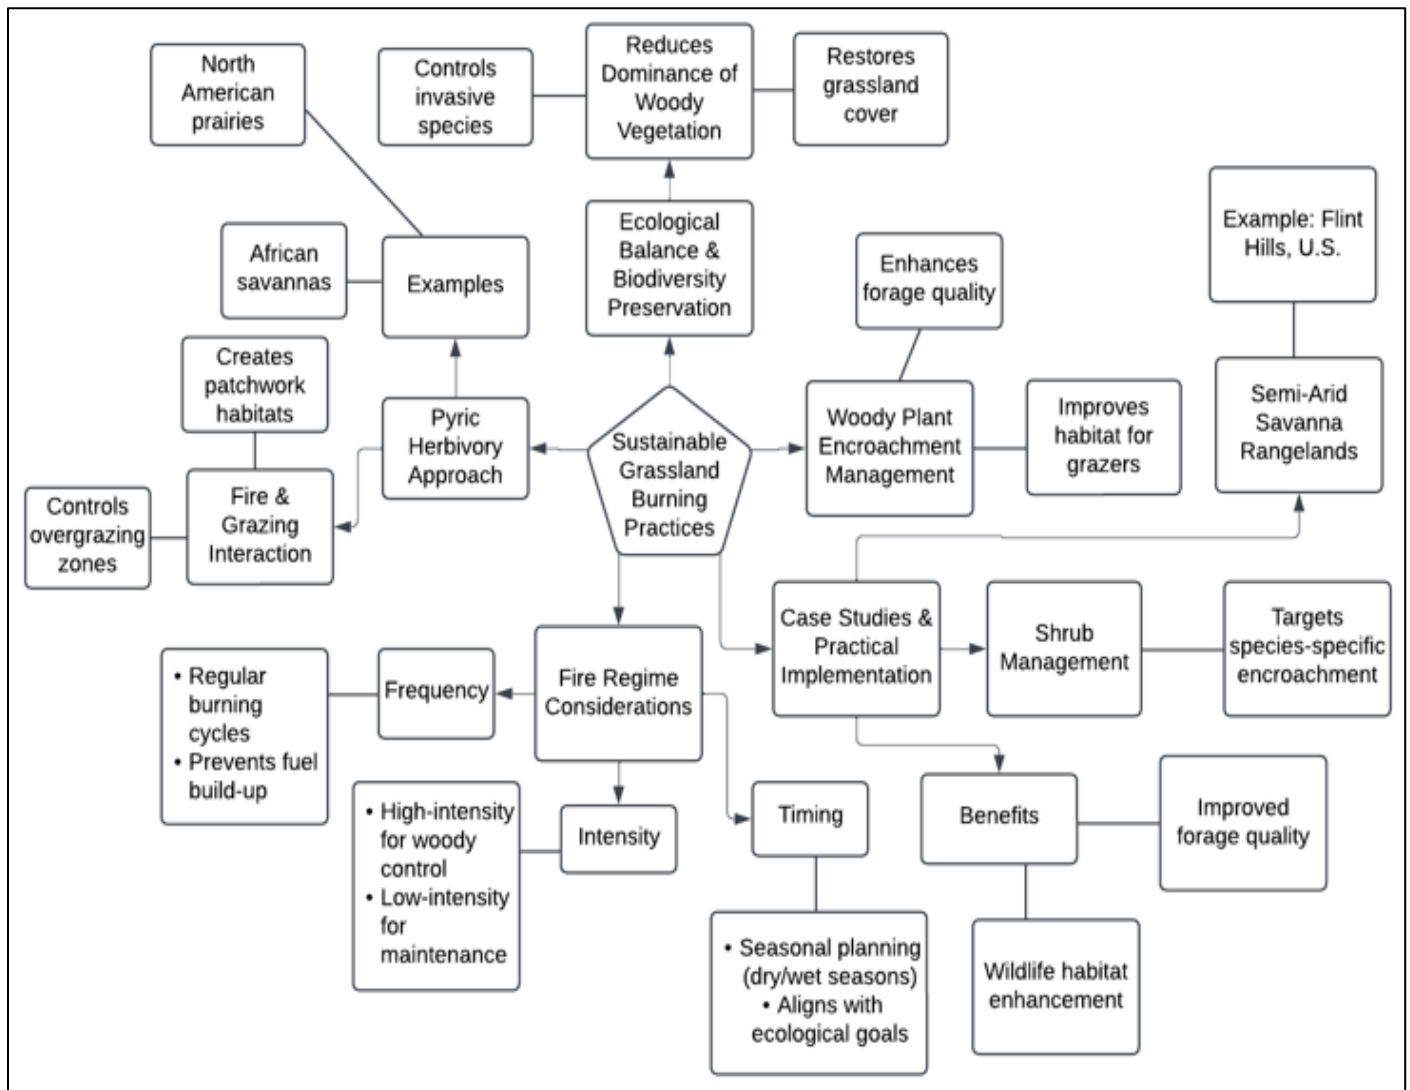 North
American
prairies
Controls
invasive
species
Reduces
Dominance of
Woody
Vegetation
Restores
grassland
cover
African
savannas
Examples
Ecological
Balance &
Biodiversity
Preservation
Enhances
forage quality
Example: Flint
Hills, U.S.
Creates
patchwork
habitats
Pyric
Herbivory
Approach
Sustainable
Grassland
Burning
Practices
Woody Plant
Encroachment
Management
Improves
habitat for
grazers
Semi-Arid
Savanna
Rangelands
Controls
overgrazing
zones
Fire &
Grazing
Interaction
Case Studies &
Practical
Implementation
Shrub
Management
Targets
species-specific
encroachment
• Regular
burning
cycles
• Prevents fuel
build-up
Frequency
Fire Regime
Considerations
• High-intensity
for woody
control
• Low-intensity
for
maintenance
Intensity
Timing
Benefits
Improved
forage quality
• Seasonal planning
(dry/wet seasons)
• Aligns with
ecological goals
Wildlife habitat
enhancement